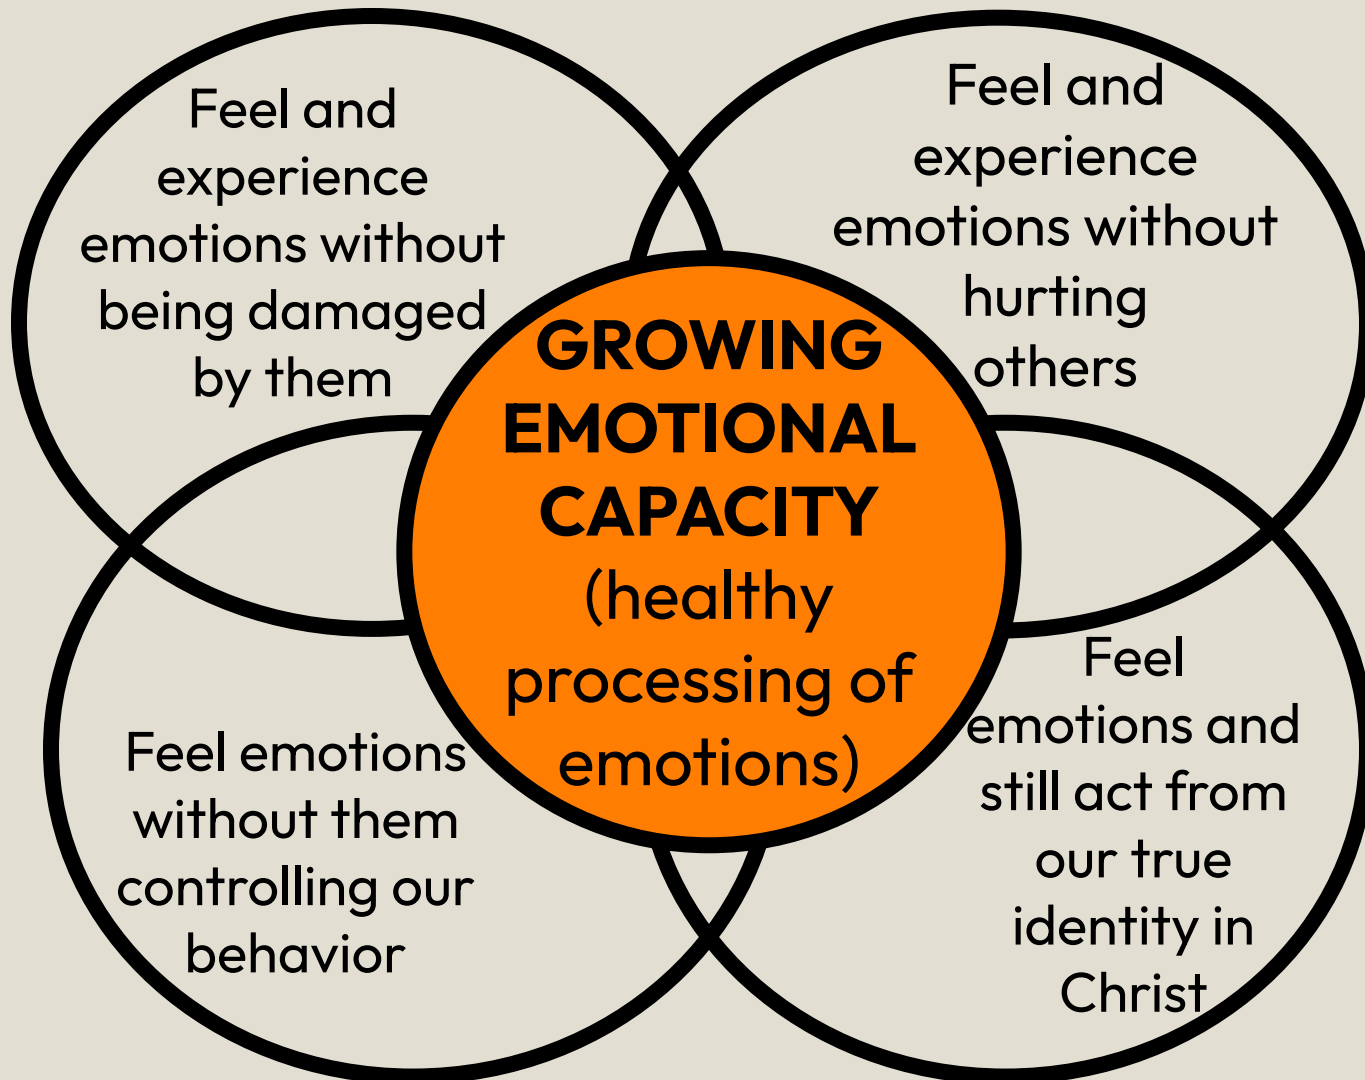 Feel and
experience
emotions without
being damaged
by them
Feel and
experience
emotions without
hurting
others
GROWING
EMOTIONAL
CAPACITY
(healthy
processing of
emotions)
Feel emotions
without them
controlling our
behavior
Feel
emotions and
still act from
our true
identity in
Christ